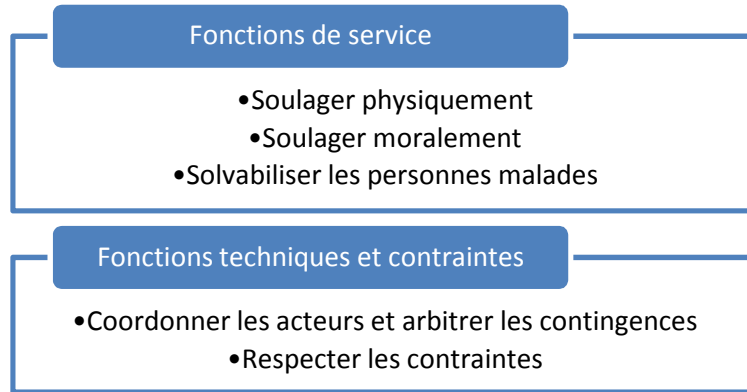 Fonctions de service
•Soulager physiquement
•Soulager moralement
•Solvabiliser les personnes malades
Fonctions techniques et contraintes
•Coordonner les acteurs et arbitrer les contingences
•Respecter les contraintes